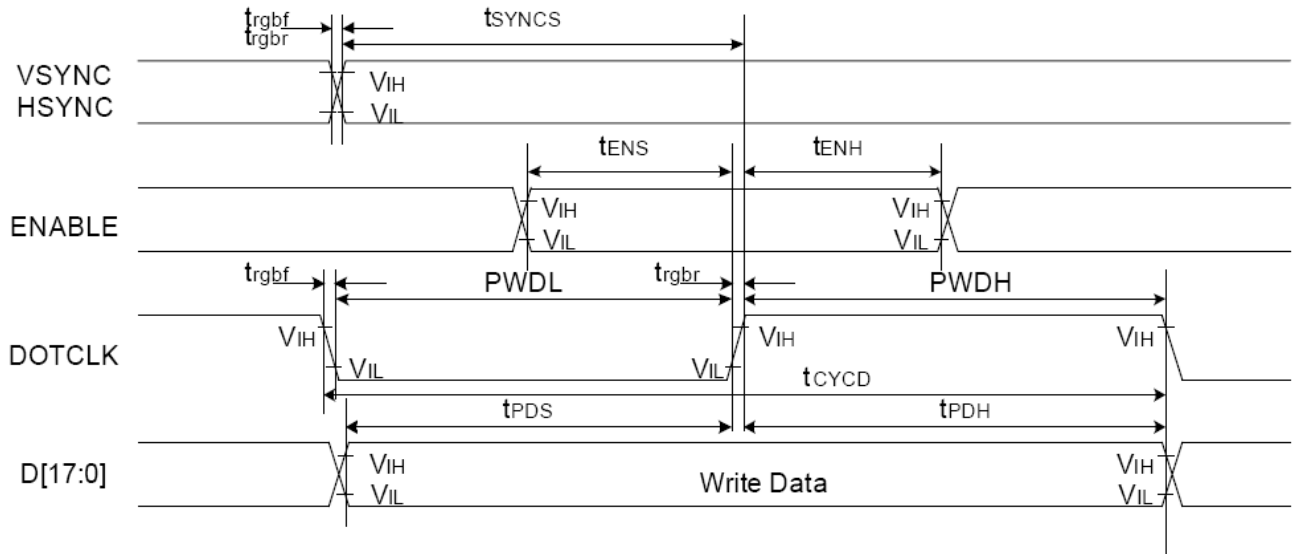 trgbf
trgbr
tSYNCS
VSYNC
HSYNC
VIH
VIL
tENS
tENH
ENABLE
VIH
VIL
VIH
VIL
trgbf
PWDL
trgbr
PWDH
DOTCLK
VIH
VIL
VIL
VIH
VIH
tCYCD
tPDS
tPDH
D[17:0]
VIH
VIL
Write Data
VIH
VIL